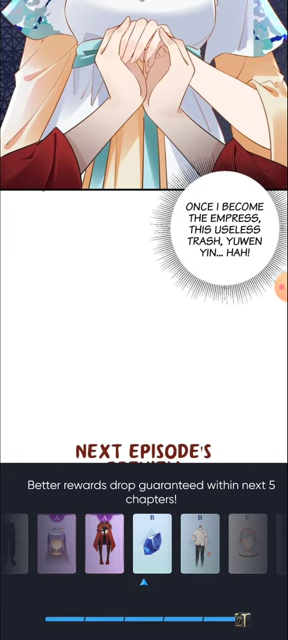 ONCE I BECOME
THE EMPRESS,
THIS USELESS
TRASH, YUWEN
YIN... HAH!
NEXT EPISODE'S
Better rewards drop guaranteed within next 5
chapters!
A
A
B
B
C